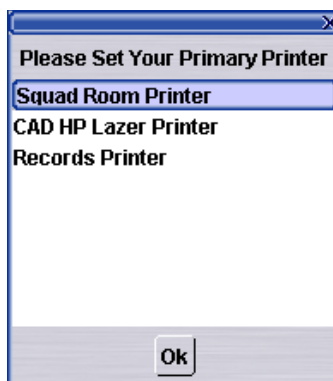 Please Set Your Primary Printer
Squad Room Printer
CAD HP Lazer Printer
Records Printer
Ok